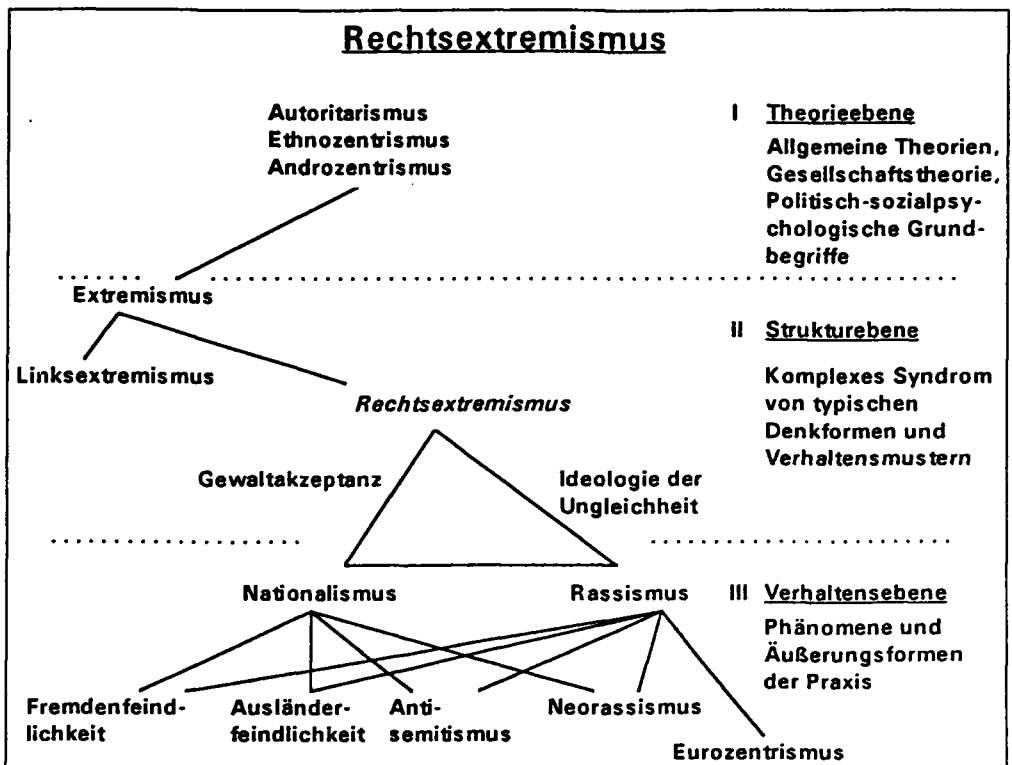 Rechtsextremismus
Autoritarismus
Ethnozentrismus
Androzentrismus
I Theorieebene
Allgemeine Theorien,
Gesellschaftstheorie,
Politisch-sozialpsy-
chologische Grund-
begriffe
Extremismus
Linksextremismus
Rechtsextremismus
II Strukturebene
Komplexes Syndrom
von typischen
Denkformen und
Verhaltensmustern
Gewaltakzeptanz
Ideologie der
Ungleichheit
Nationalismus
Rassismus
III Verhaltensebene
Phänomene und
Äußerungsformen
der Praxis
Fremdenfeind-
lichkeit
Ausländer-
feindlichkeit
Anti-
semitismus
Neorassismus
Eurozentrismus